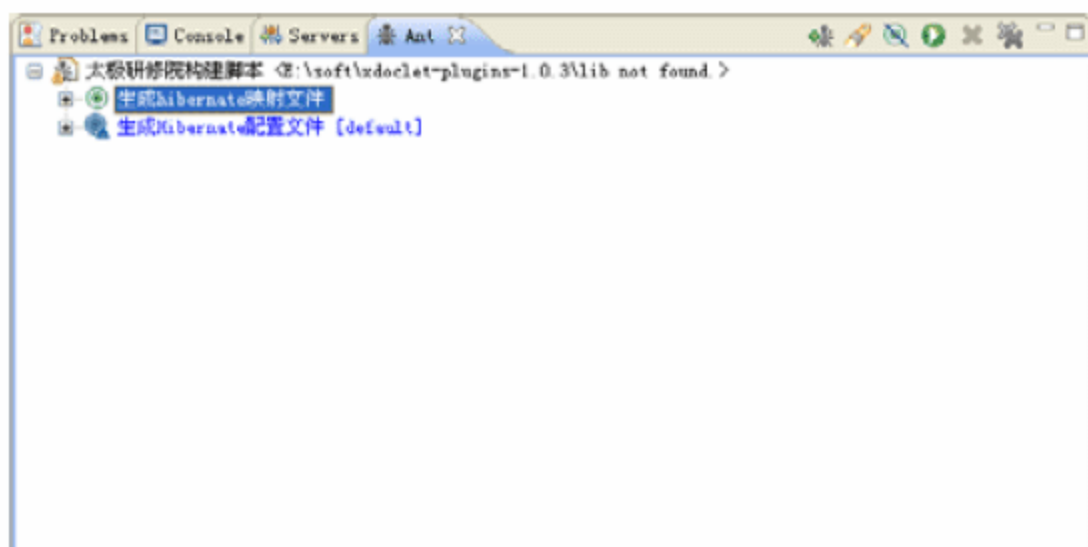 Problems Console Servers Ant
太极研修院构建脚本 <E:\soft\xdoclet-plugins-1.0.3\lib not found.>
生成hibernate映射文件
生成Hibernate配置文件 [default]